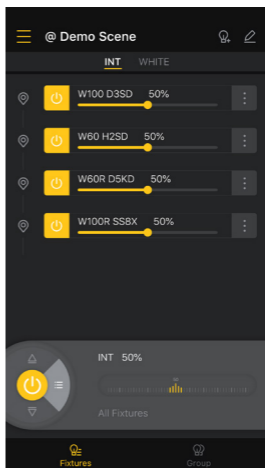 @ Demo Scene
INT WHITE
W100 D3SD 50%
W60 H2SD 50%
W60R D5KD 50%
W100R SS8X 50%
INT 50%
All Fixtures
Fixtures Group